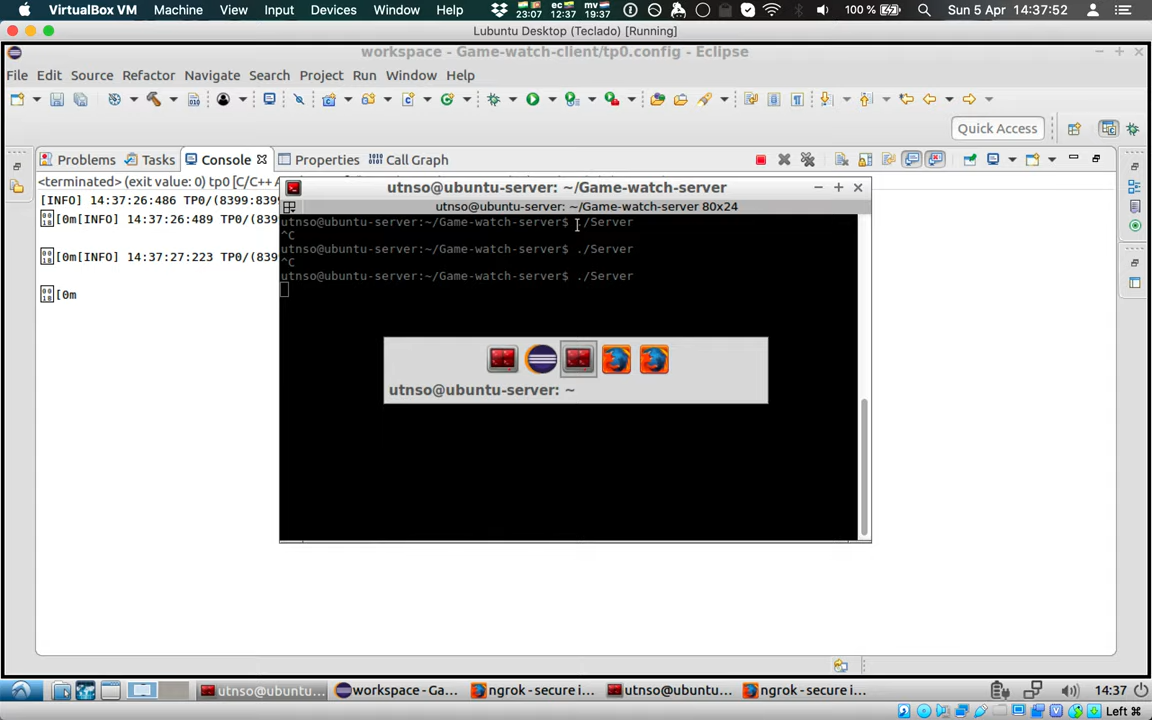 VirtualBox VM Machine View Input Devices Window Help 23:07 ec 12:37 mv 19:37 100 % Sun 5 Apr 14:37:52
Lubuntu Desktop (Teclado) [Running]
workspace - Game-watch-client/tp0.config - Eclipse
File Edit Source Refactor Navigate Search Project Run Window Help
Quick Access
Problems Tasks Console Properties Call Graph
<terminated> (exit value: 0) tp0 [C/C++ A
[INFO] 14:37:26:486 TP0/(8399:8399
[0m[INFO] 14:37:26:489 TP0/(839
[0m[INFO] 14:37:27:223 TP0/(839
[0m
utnso@ubuntu-server: ~/Game-watch-server
utnso@ubuntu-server: ~/Game-watch-server 80x24
utnso@ubuntu-server:~/Game-watch-server$ ./Server
^C
utnso@ubuntu-server:~/Game-watch-server$ ./Server
^C
utnso@ubuntu-server:~/Game-watch-server$ ./Server
utnso@ubuntu-server: ~
utnso@ubuntu... workspace - Ga... ngrok - secure i... utnso@ubuntu... ngrok - secure i... 14:37
Left ⌘